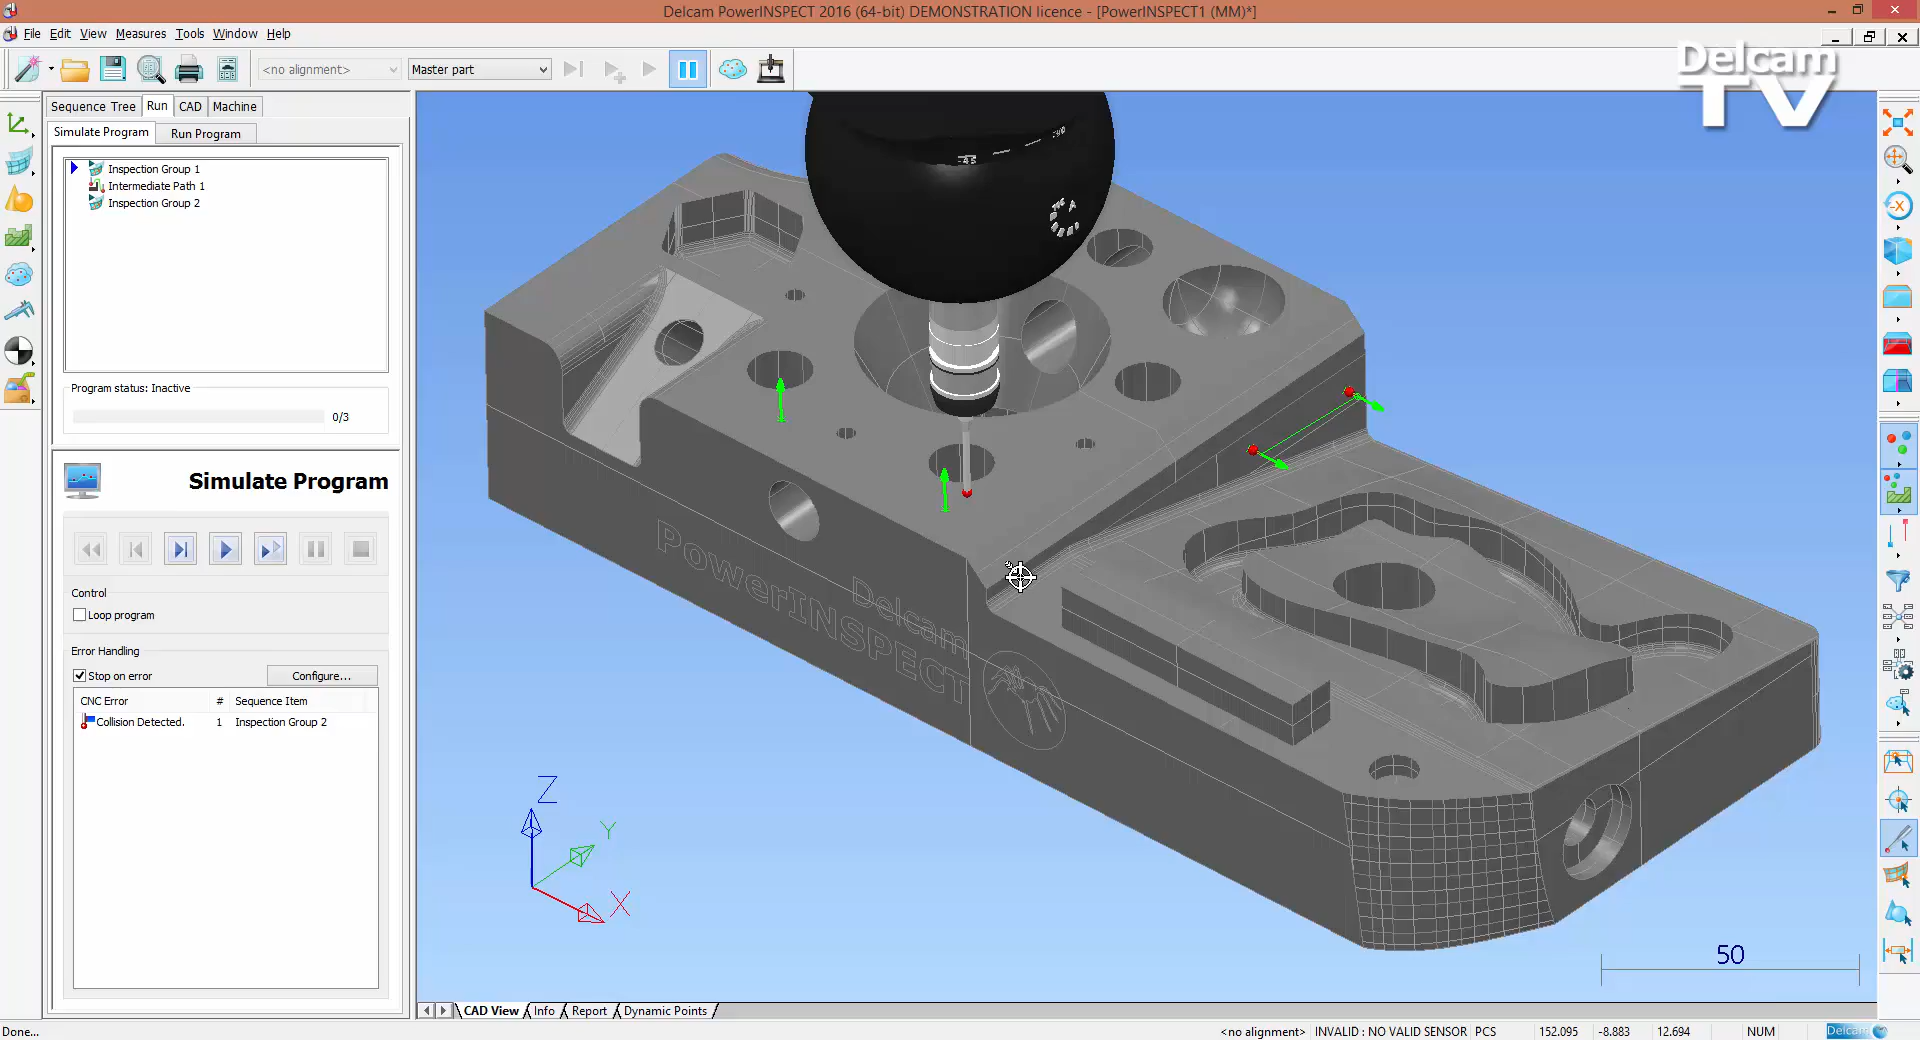 Delcam PowerINSPECT 2016 (64-bit) DEMONSTRATION licence - [PowerINSPECT1 (MM)*]
File Edit View Measures Tools Window Help
<no alignment> Master part
Delcam
TV
Sequence Tree Run CAD Machine
Simulate Program Run Program
Inspection Group 1
Intermediate Path 1
Inspection Group 2
Program status: Inactive
0/3
Simulate Program
Control
Loop program
Error Handling
Stop on error Configure...
CNC Error # Sequence Item
Collision Detected. 1 Inspection Group 2
-45
A
Delcam
PowerINSPECT
Z
Y
X
50
-X
CAD View Info Report Dynamic Points
Done... <no alignment> INVALID : NO VALID SENSOR PCS 152.095 -8.883 12.694 NUM Delcam